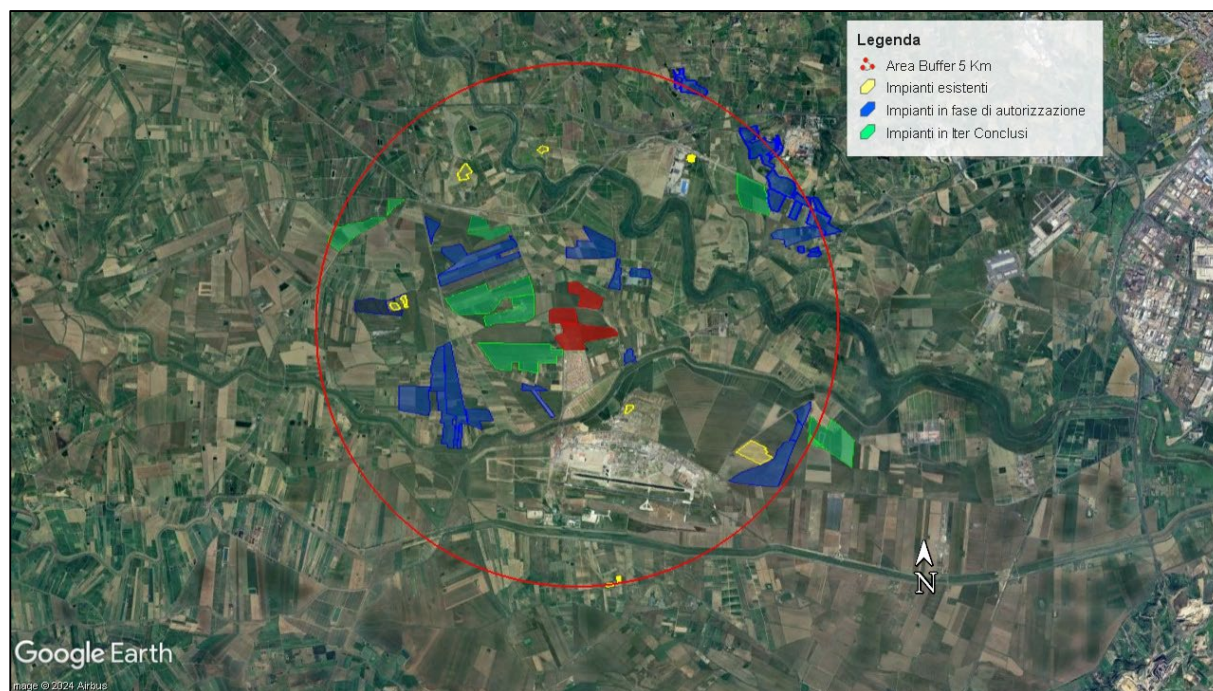 Legenda
Area Buffer 5 Km
Impianti esistenti
Impianti in fase di autorizzazione
Impianti in Iter Conclusi
N
Google Earth
mage © 2024 Airbus